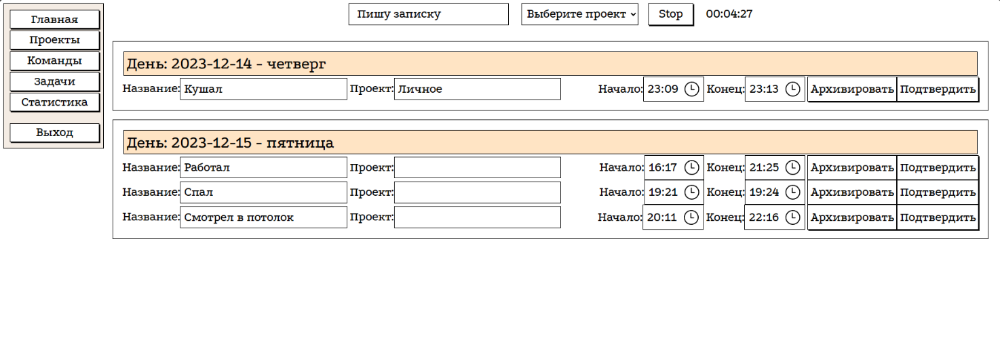 Главная
Проекты
Команды
Задачи
Статистика
Выход
Пишу записку Выберите проект Stop 00:04:27
День: 2023-12-14 - четверг
Название: Кушал Проект: Личное Начало: 23:09 Конец: 23:13 Архивировать Подтвердить
День: 2023-12-15 - пятница
Название: Работал Проект: Начало: 16:17 Конец: 21:25 Архивировать Подтвердить
Название: Спал Проект: Начало: 19:21 Конец: 19:24 Архивировать Подтвердить
Название: Смотрел в потолок Проект: Начало: 20:11 Конец: 22:16 Архивировать Подтвердить